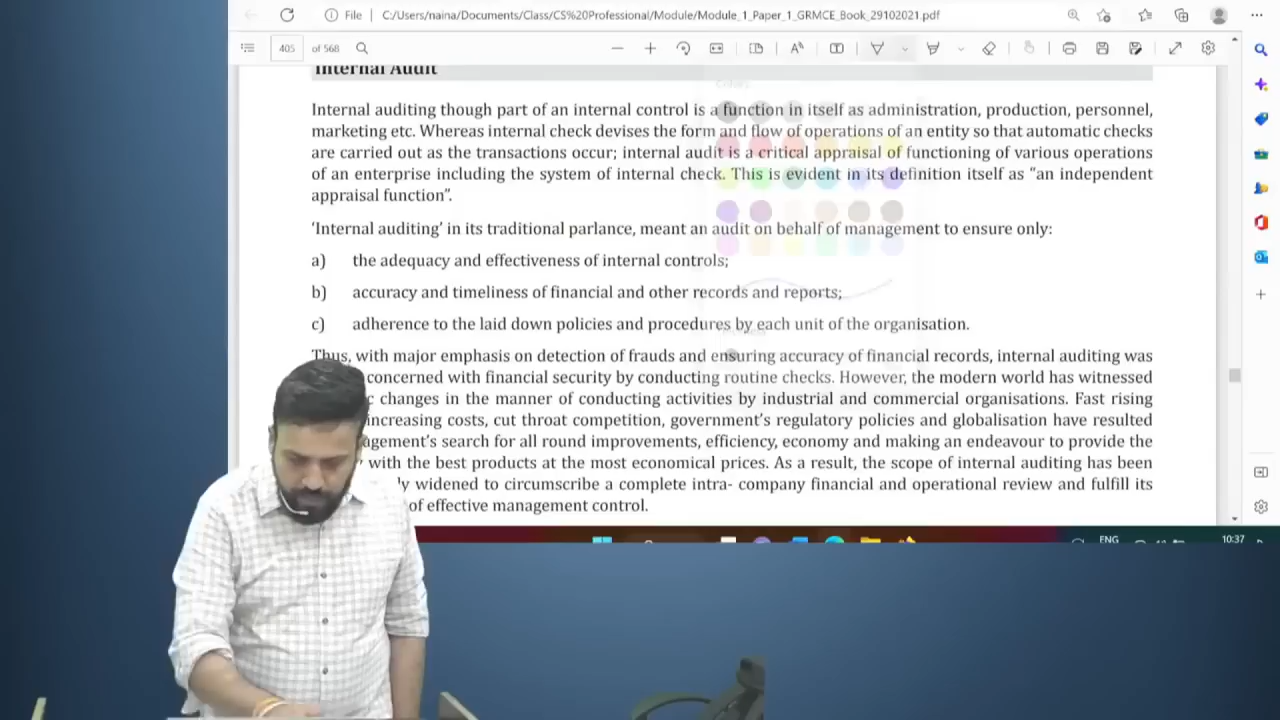 File
C:/Users/naina/Documents/Class/CS%20Professional/Module/Module_1_Paper_1_GRMCE_Book_29102021.pdf
405 of 568
Internal Audit
Internal auditing though part of an internal control is a function in itself as administration, production, personnel,
marketing etc. Whereas internal check devises the form and flow of operations of an entity so that automatic checks
are carried out as the transactions occur; internal audit is a critical appraisal of functioning of various operations
of an enterprise including the system of internal check. This is evident in its definition itself as “an independent
appraisal function”.
‘Internal auditing’ in its traditional parlance, meant an audit on behalf of management to ensure only:
a) the adequacy and effectiveness of internal controls;
b) accuracy and timeliness of financial and other records and reports;
c) adherence to the laid down policies and procedures by each unit of the organisation.
Thus, with major emphasis on detection of frauds and ensuring accuracy of financial records, internal auditing was
concerned with financial security by conducting routine checks. However, the modern world has witnessed
c changes in the manner of conducting activities by industrial and commercial organisations. Fast rising
increasing costs, cut throat competition, government’s regulatory policies and globalisation have resulted
agement’s search for all round improvements, efficiency, economy and making an endeavour to provide the
with the best products at the most economical prices. As a result, the scope of internal auditing has been
ly widened to circumscribe a complete intra- company financial and operational review and fulfill its
of effective management control.
ENG
10:37